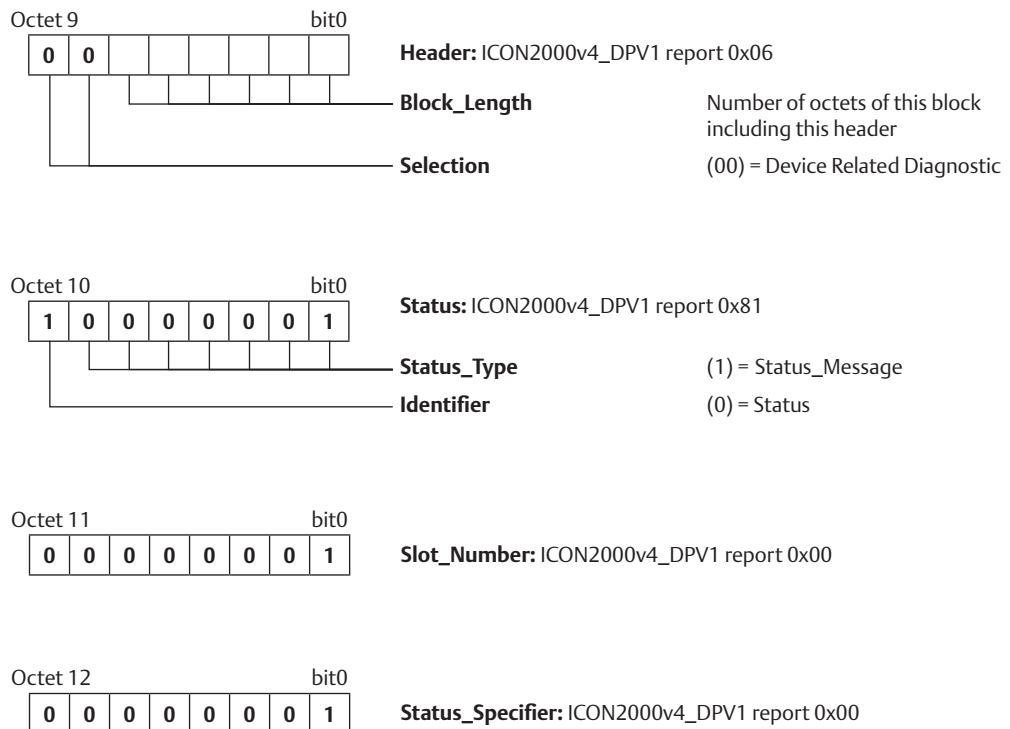 Octet 9 bit0
0 0
Header: ICON2000v4_DPV1 report 0x06
Block_Length Number of octets of this block
including this header
Selection (00) = Device Related Diagnostic
Octet 10 bit0
1 0 0 0 0 0 0 1
Status: ICON2000v4_DPV1 report 0x81
Status_Type (1) = Status_Message
Identifier (0) = Status
Octet 11 bit0
0 0 0 0 0 0 0 1
Slot_Number: ICON2000v4_DPV1 report 0x00
Octet 12 bit0
0 0 0 0 0 0 0 1
Status_Specifier: ICON2000v4_DPV1 report 0x00